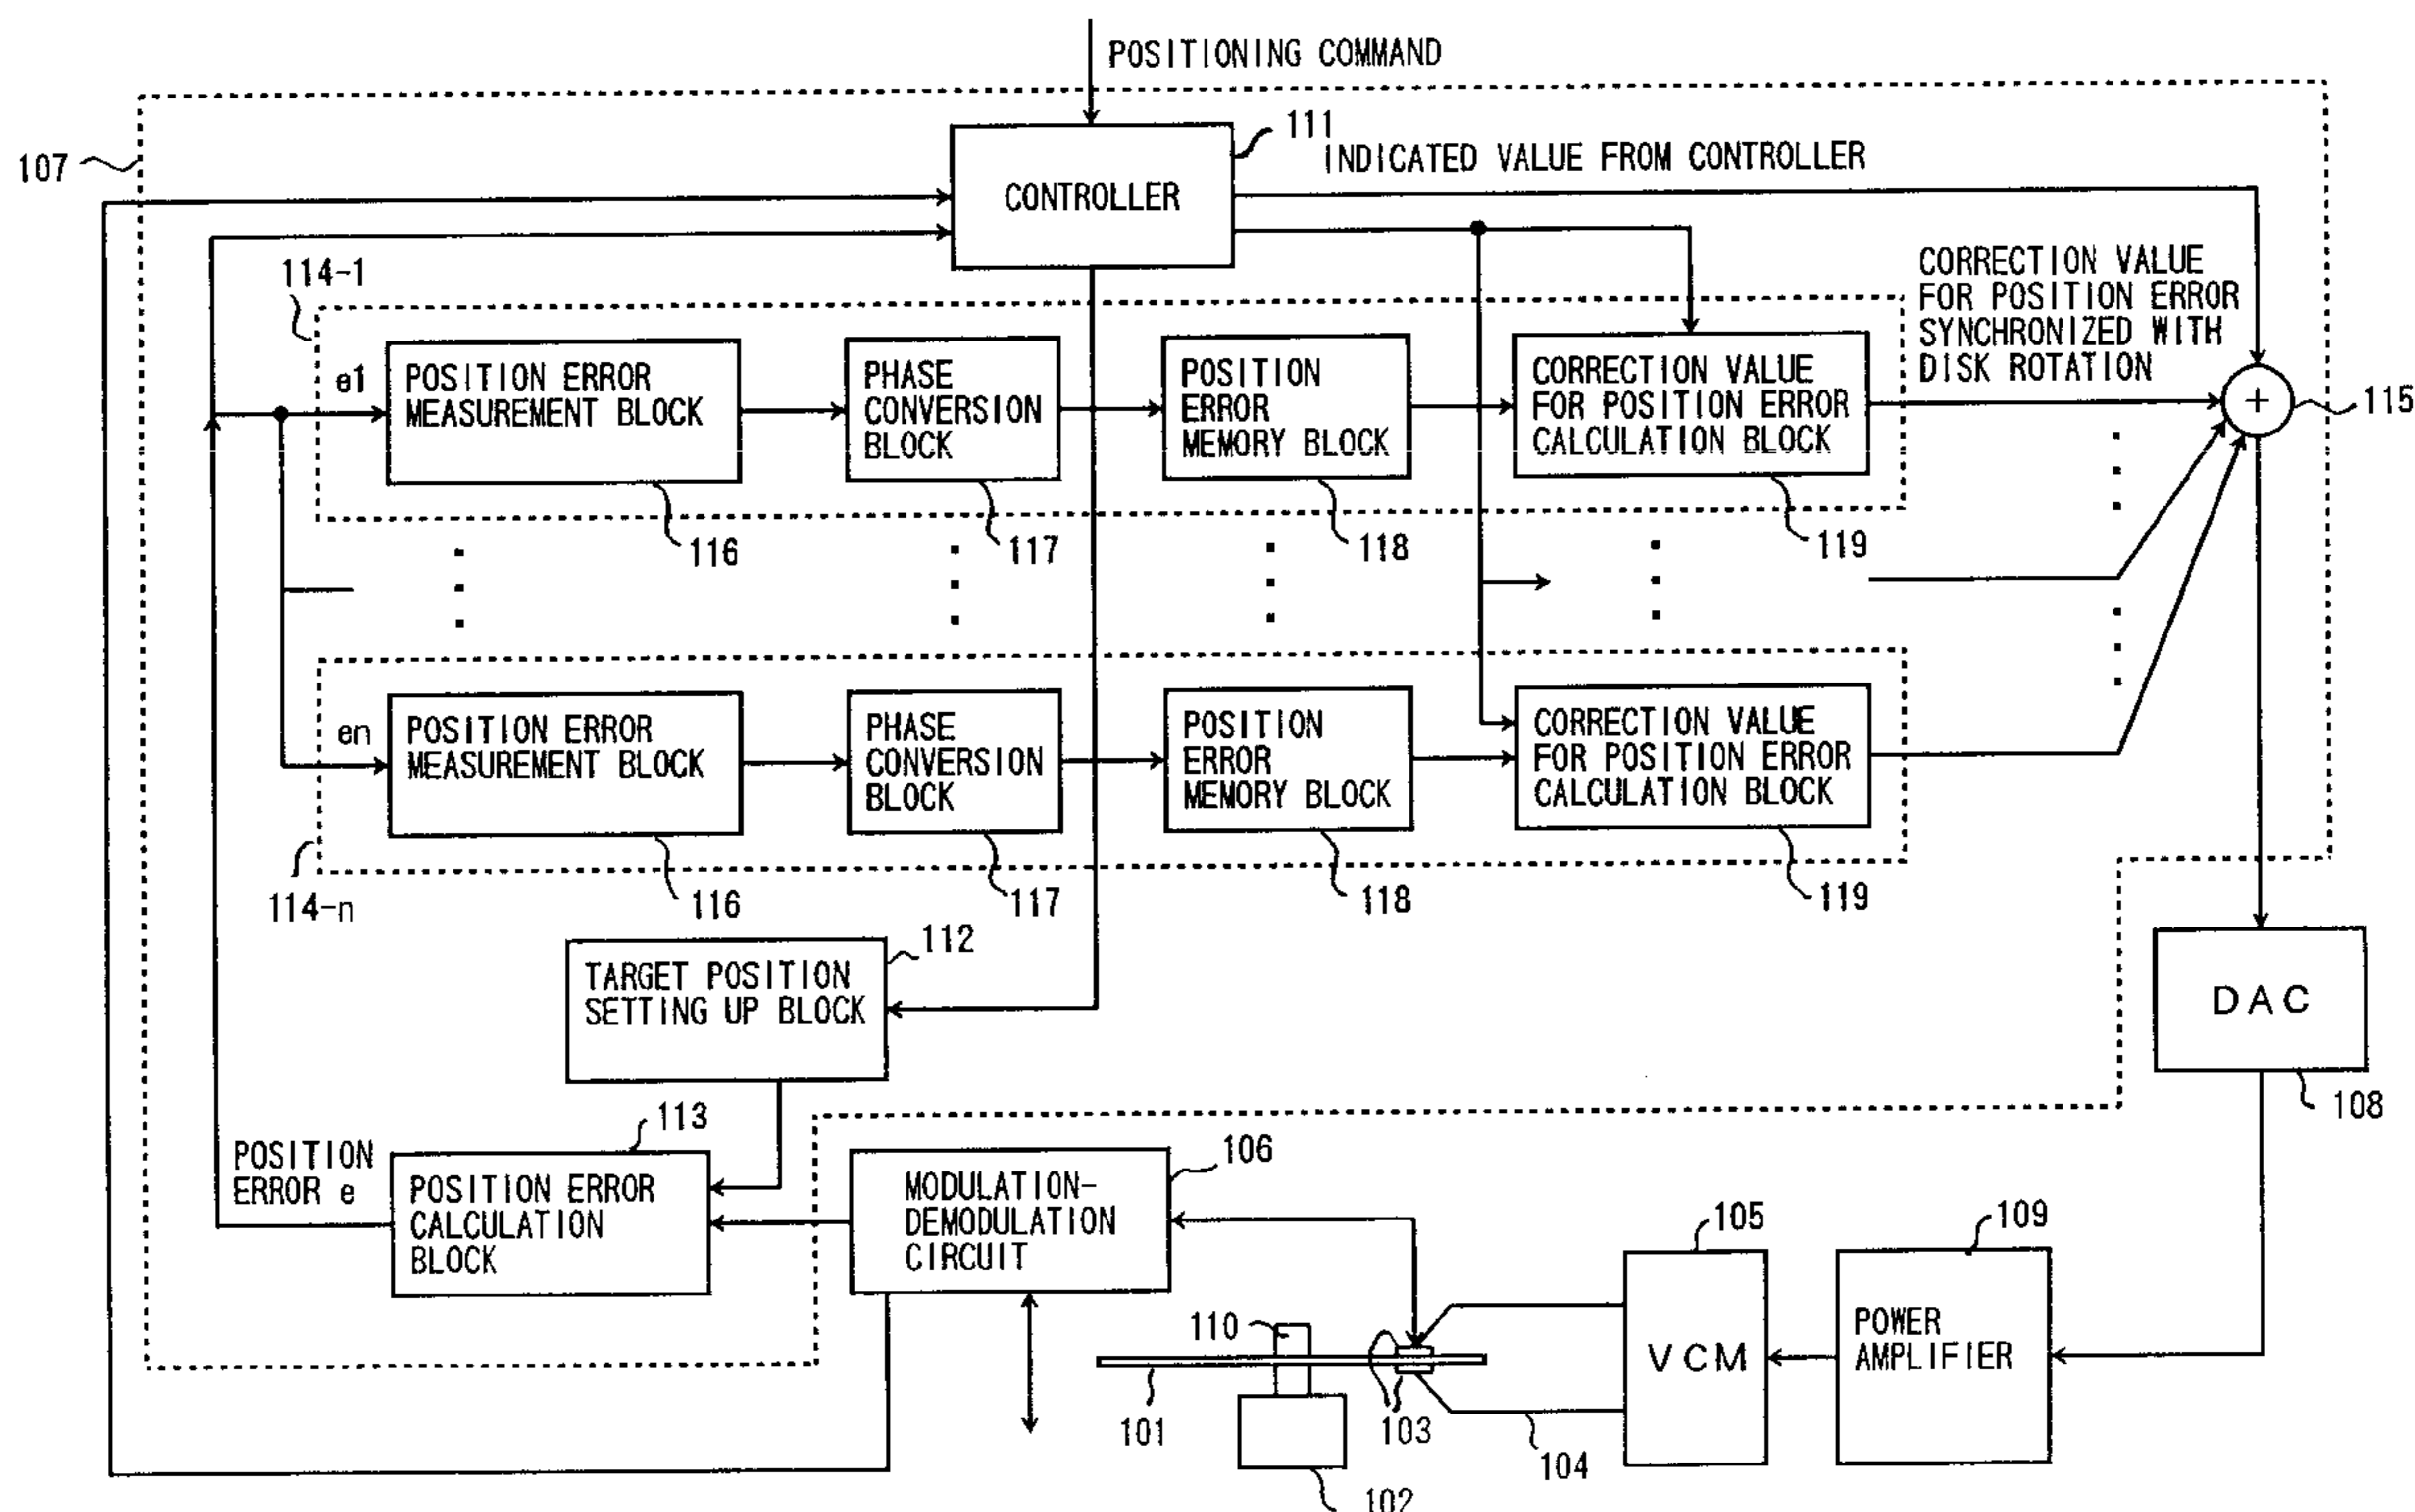 POSITIONING COMMAND
107
111
INDICATED VALUE FROM CONTROLLER
CONTROLLER
114-1
CORRECTION VALUE
FOR POSITION ERROR
SYNCHRONIZED WITH
DISK ROTATION
e1
POSITION ERROR
MEASUREMENT BLOCK
PHASE
CONVERSION
BLOCK
POSITION
ERROR
MEMORY BLOCK
CORRECTION VALUE
FOR POSITION ERROR
CALCULATION BLOCK
+
115
116
117
118
119
en
POSITION ERROR
MEASUREMENT BLOCK
PHASE
CONVERSION
BLOCK
POSITION
ERROR
MEMORY BLOCK
CORRECTION VALUE
FOR POSITION ERROR
CALCULATION BLOCK
114-n
116
117
118
119
112
TARGET POSITION
SETTING UP BLOCK
DAC
108
113
POSITION
ERROR e
POSITION ERROR
CALCULATION
BLOCK
106
MODULATION-
DEMODULATION
CIRCUIT
105
109
110
VCM
POWER
AMPLIFIER
101
103
104
102